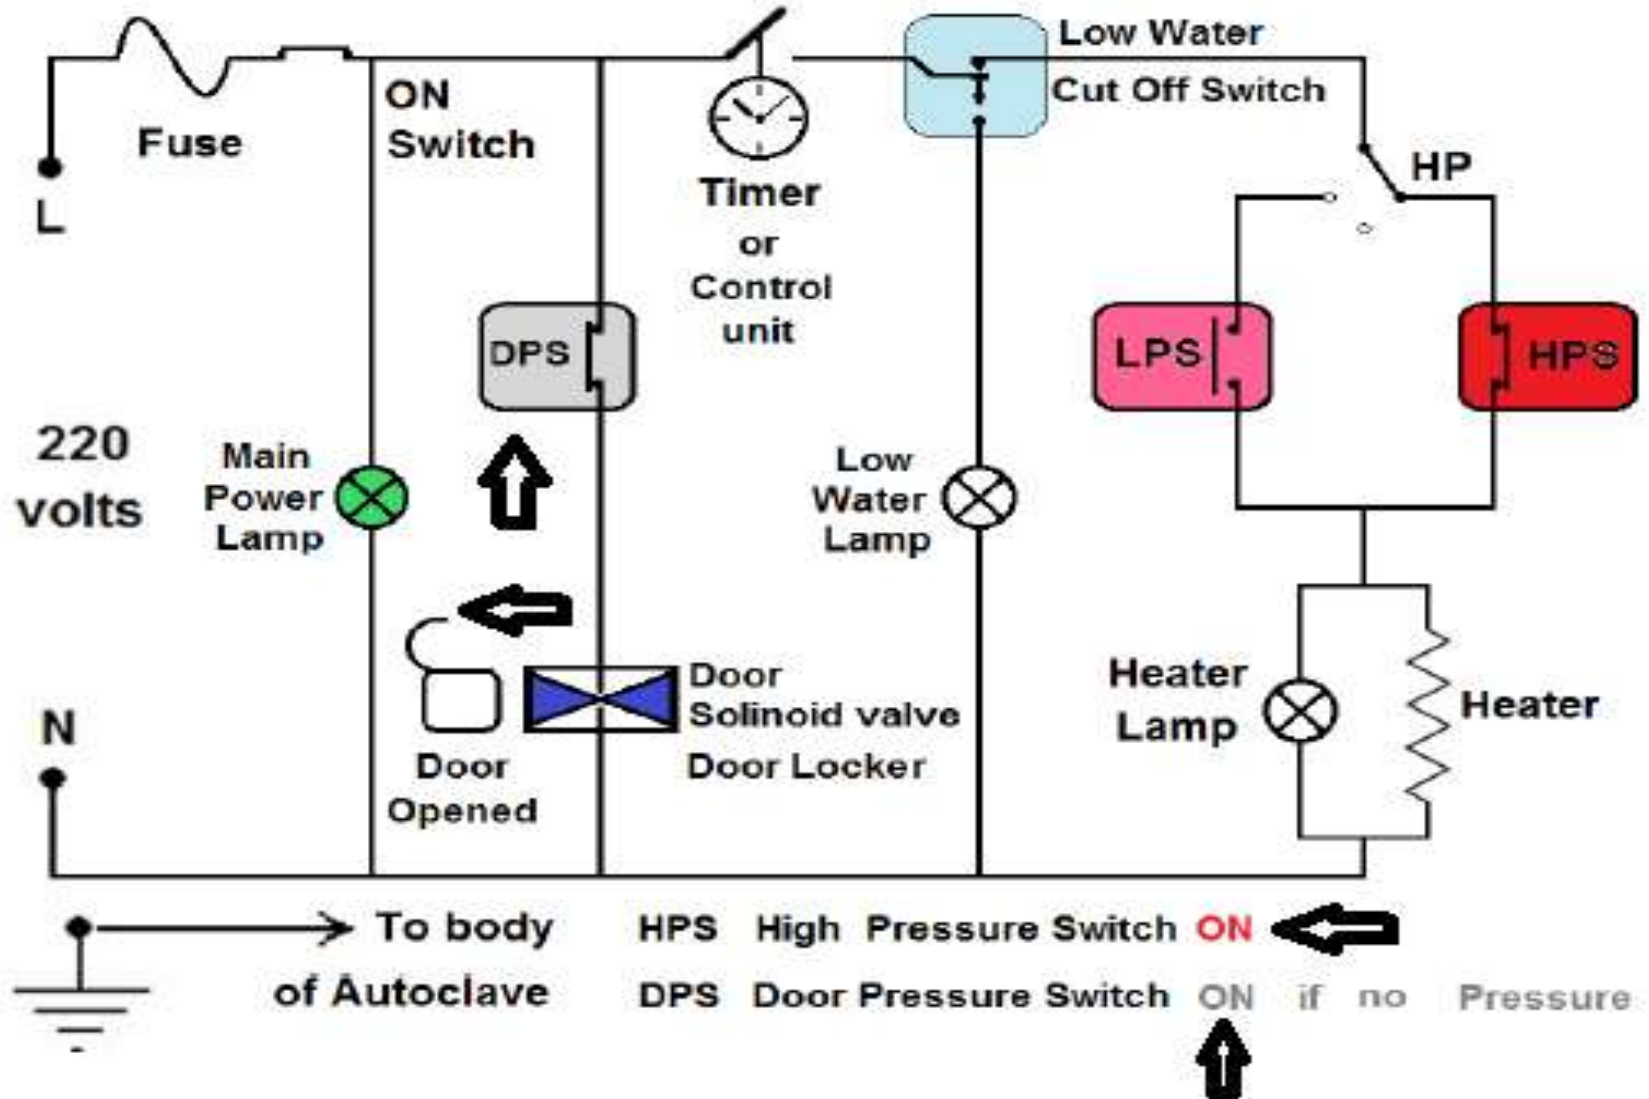 Low Water
Cut Off Switch
ON
Switch
Fuse
L
HP
Timer
or
Control
unit
DPS
LPS
HPS
220
volts
Main
Power
Lamp
Low
Water
Lamp
Door
Solinoid valve
Door Locker
Heater
Lamp
Heater
N
Door
Opened
To body
of Autoclave
HPS High Pressure Switch ON
DPS Door Pressure Switch ON if no Pressure